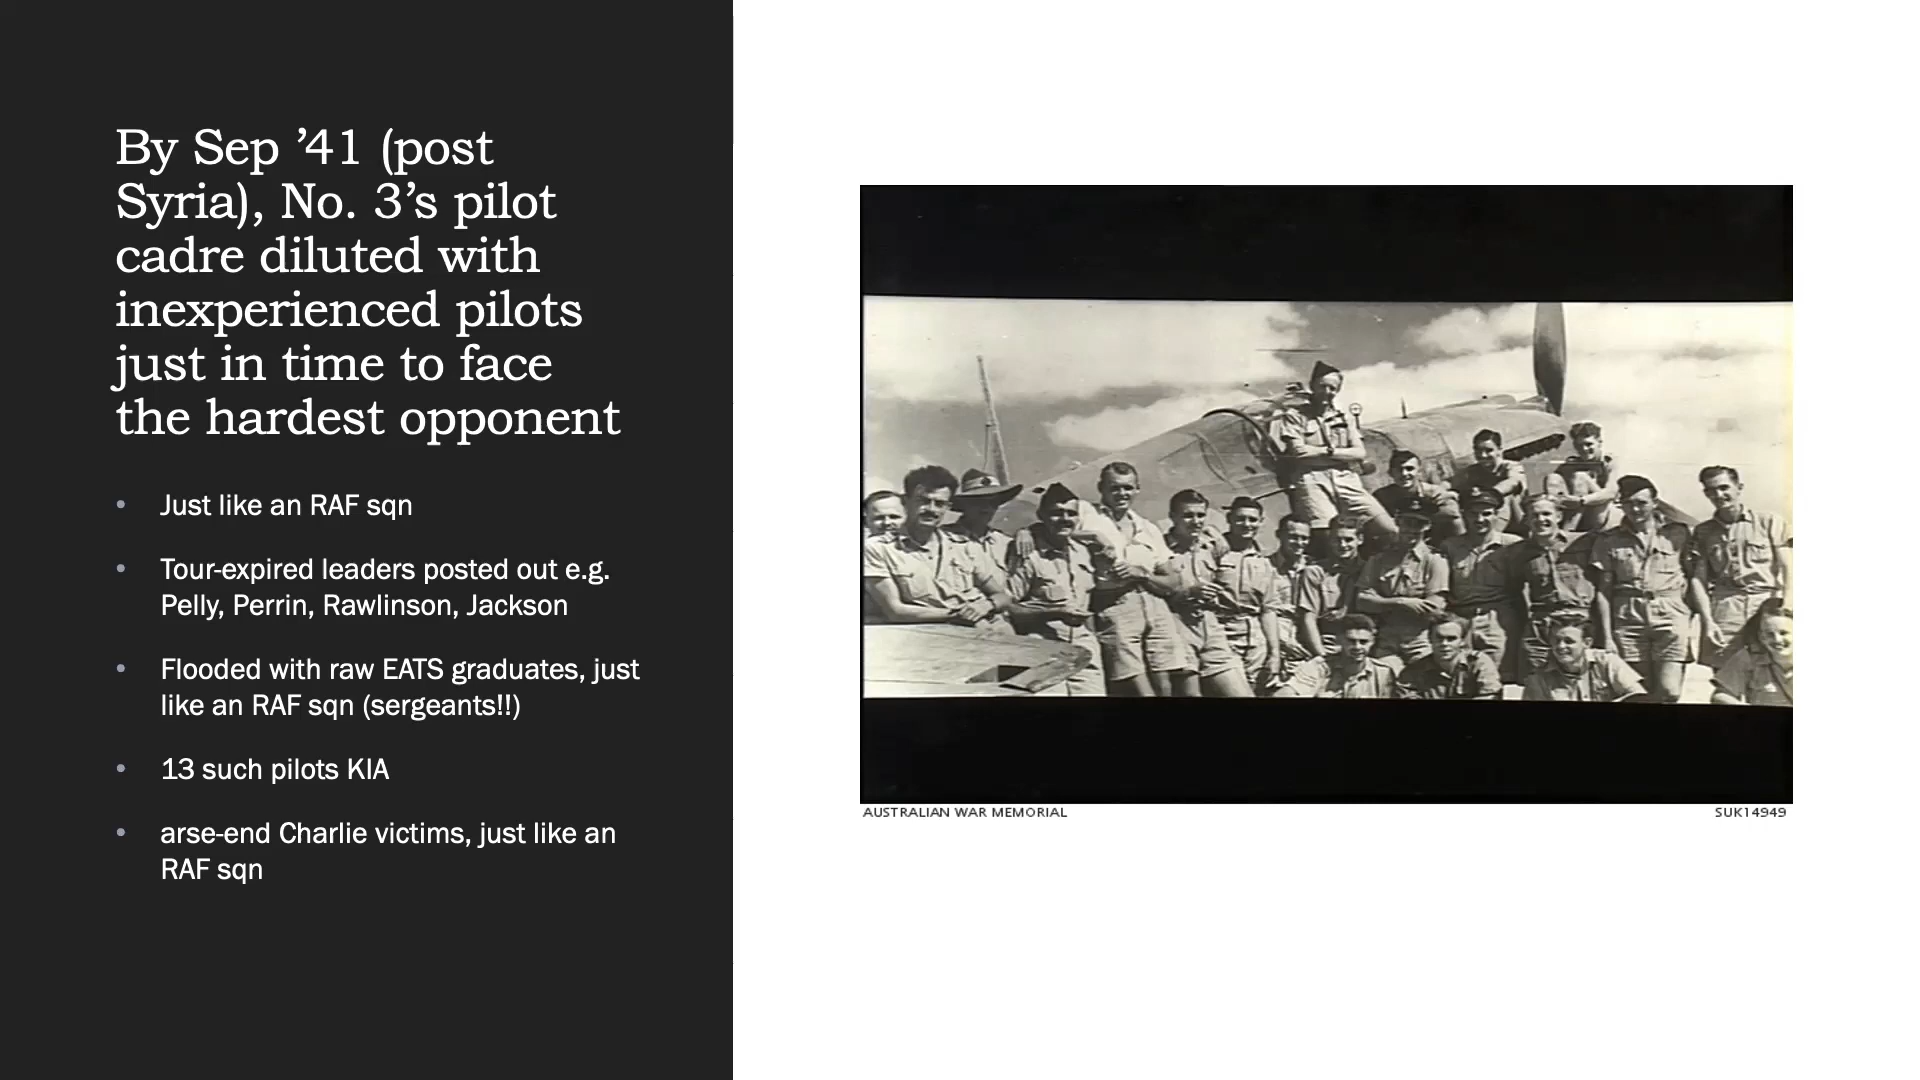 By Sep ’41 (post
Syria), No. 3’s pilot
cadre diluted with
inexperienced pilots
just in time to face
the hardest opponent
• Just like an RAF sqn
• Tour-expired leaders posted out e.g.
Pelly, Perrin, Rawlinson, Jackson
• Flooded with raw EATS graduates, just
like an RAF sqn (sergeants!!)
• 13 such pilots KIA
• arse-end Charlie victims, just like an
RAF sqn
AUSTRALIAN WAR MEMORIAL
SUK14949